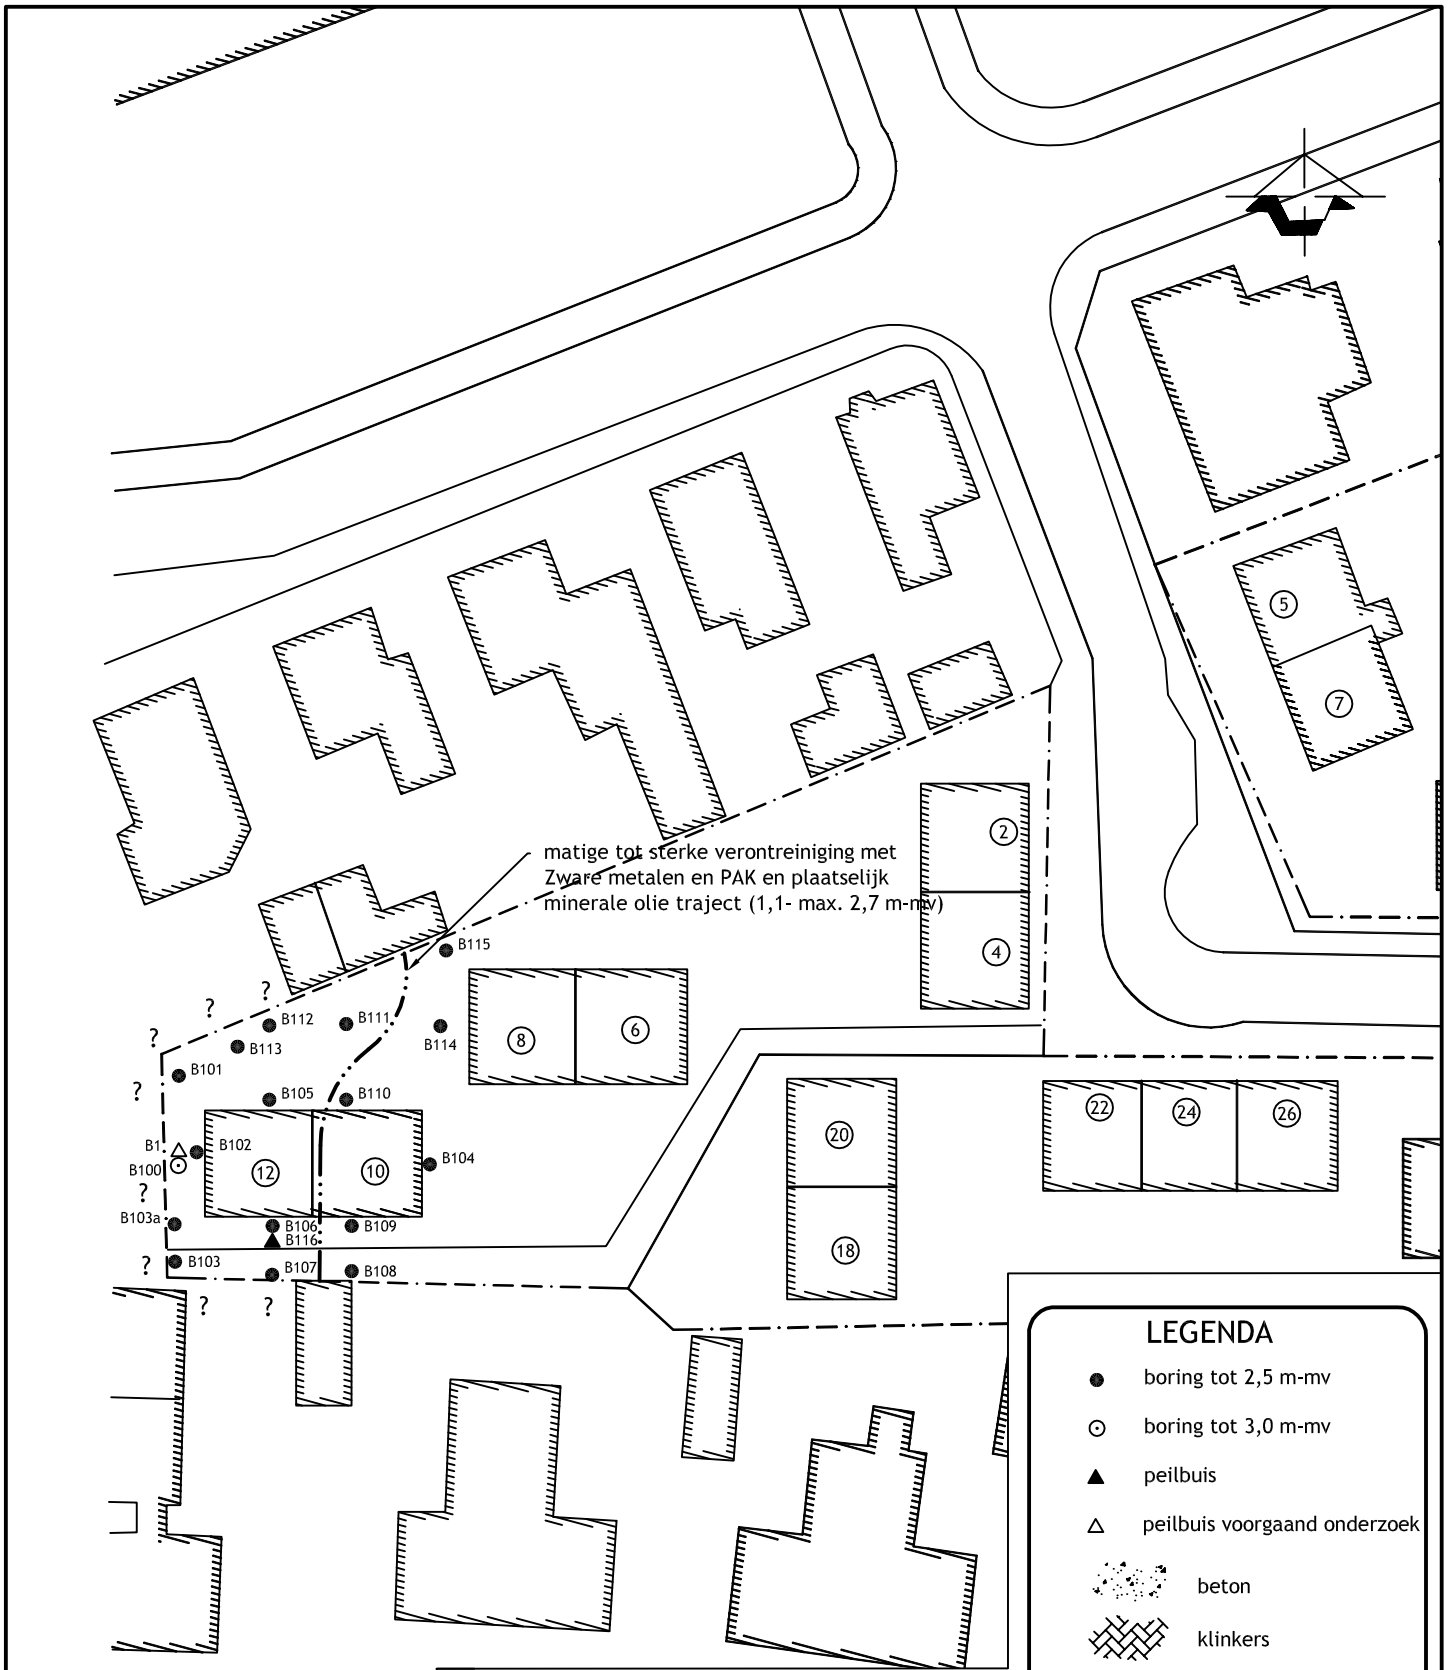 5
7
2
matige tot sterke verontreiniging met
Zware metalen en PAK en plaatselijk
minerale olie traject (1,1- max. 2,7 m-mv)
4
B115
?
?
B112
B111
?
B113
B114
8
6
B101
?
B105
B110
22
24
26
20
B1
B102
B100
12
10
B104
?
B103a
B106
B109
B116
18
?
B103
B107
B108
?
?
LEGENDA
boring tot 2,5 m-mv
boring tot 3,0 m-mv
peilbuis
peilbuis voorgaand onderzoek
beton
klinkers